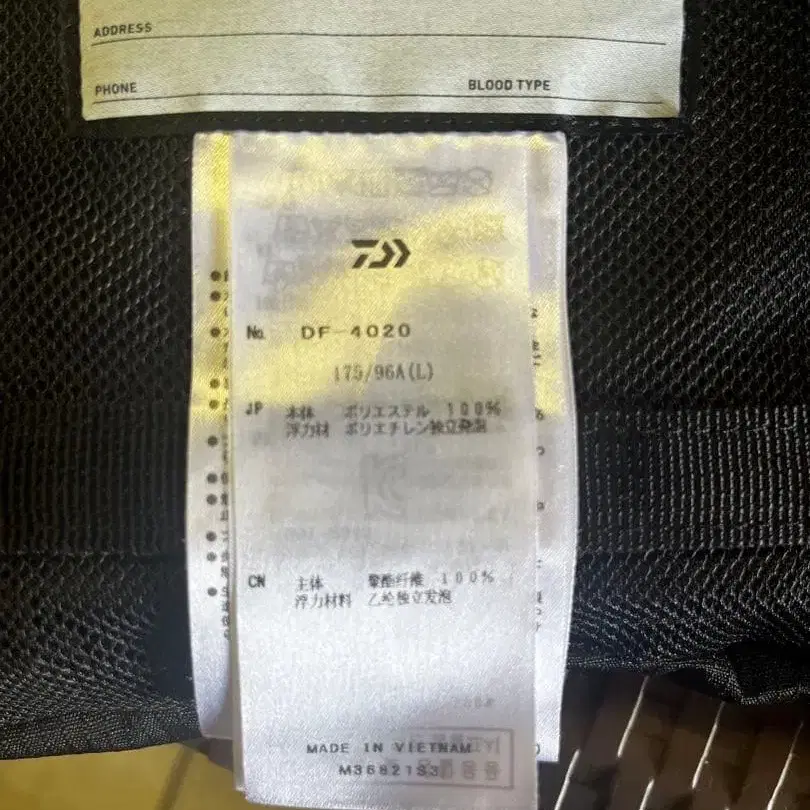 ADDRESS
PHONE BLOOD TYPE
No. DF-4020
175/96A(L)
JP 本体 ポリエステル 100%
浮力材 ポリエチレン独立発泡
CN 主体 聚酯纤维 100%
浮力材料 乙纶独立发泡
MADE IN VIETNAM
M36821S3